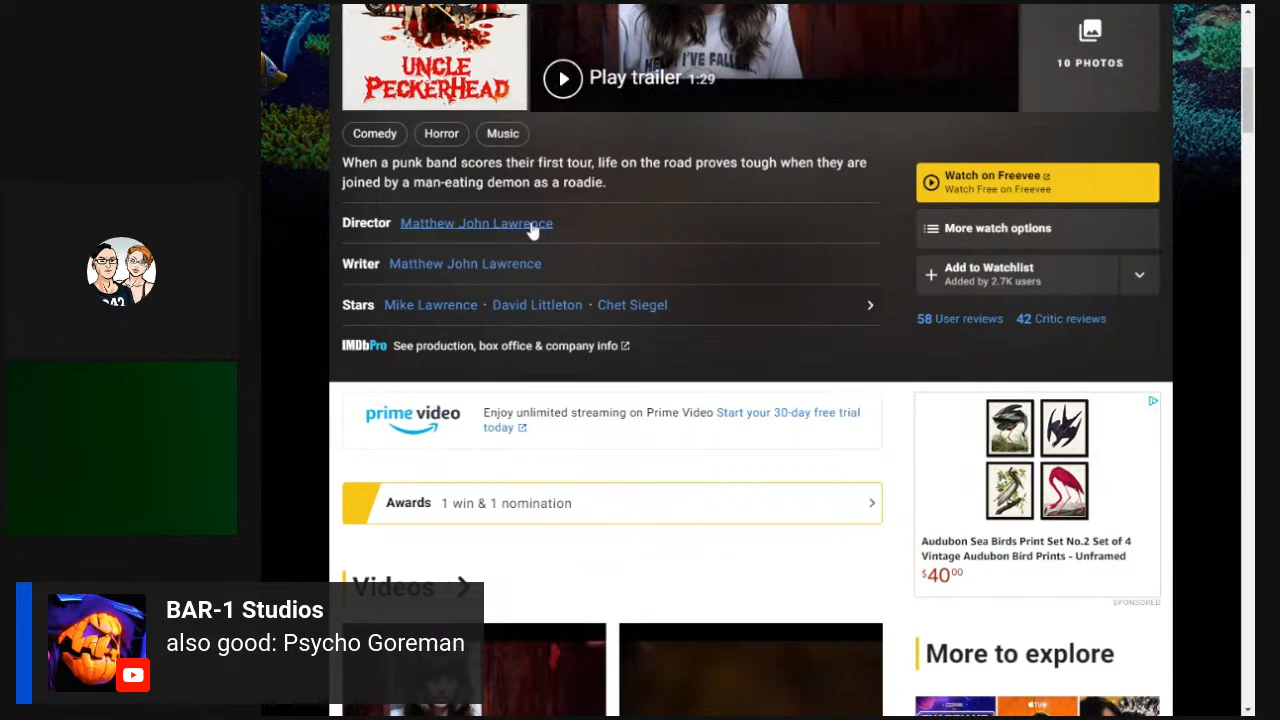 UNCLE
PECKERHEAD
HELP! I'VE FALLEN...
Play trailer 1:29
10 PHOTOS
Comedy
Horror
Music
When a punk band scores their first tour, life on the road proves tough when they are
joined by a man-eating demon as a roadie.
Director Matthew John Lawrence
Writer Matthew John Lawrence
Stars Mike Lawrence · David Littleton · Chet Siegel
IMDbPro See production, box office & company info
Watch on Freevee
Watch Free on Freevee
More watch options
Add to Watchlist
Added by 2.7K users
58 User reviews 42 Critic reviews
prime video
Enjoy unlimited streaming on Prime Video Start your 30-day free trial
today
Awards 1 win & 1 nomination
Videos
Audubon Sea Birds Print Set No.2 Set of 4
Vintage Audubon Bird Prints - Unframed
$4000
SPONSORED
More to explore
BAR-1 Studios
also good: Psycho Goreman